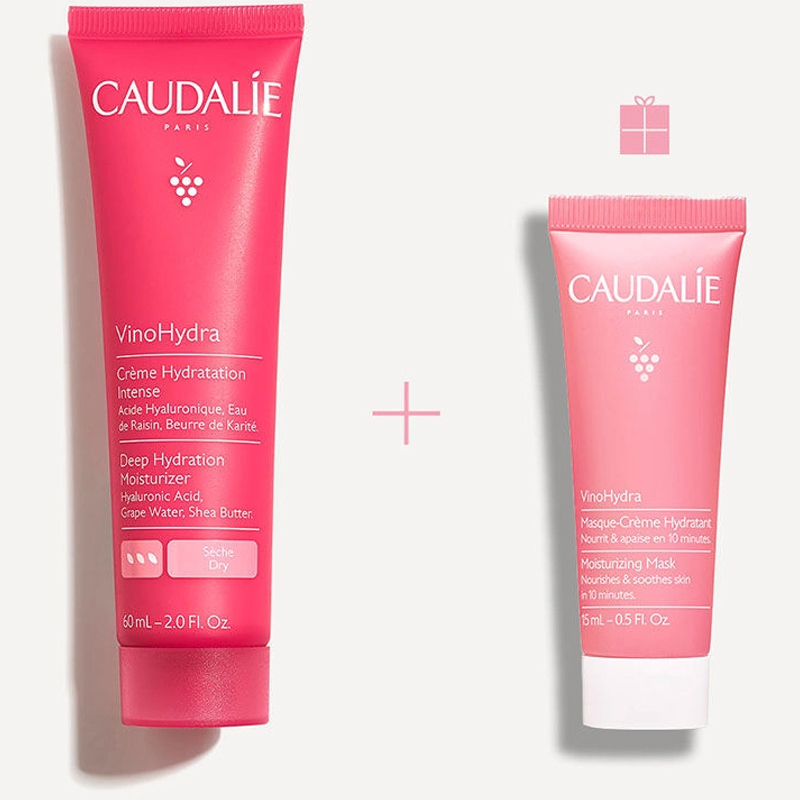 CAUDALÍE
PARIS
VinoHydra
Crème Hydratation
Intense
Acide Hyaluronique, Eau
de Raisin, Beurre de Karité.
Deep Hydration
Moisturizer
Hyaluronic Acid,
Grape Water, Shea Butter.
Sèche
Dry
60 mL – 2.0 Fl. Oz.
CAUDALÍE
PARIS
VinoHydra
Masque-Crème Hydratant
Nourrit & apaise en 10 minutes.
Moisturizing Mask
Nourishes & soothes skin
in 10 minutes.
15 mL – 0.5 Fl. Oz.